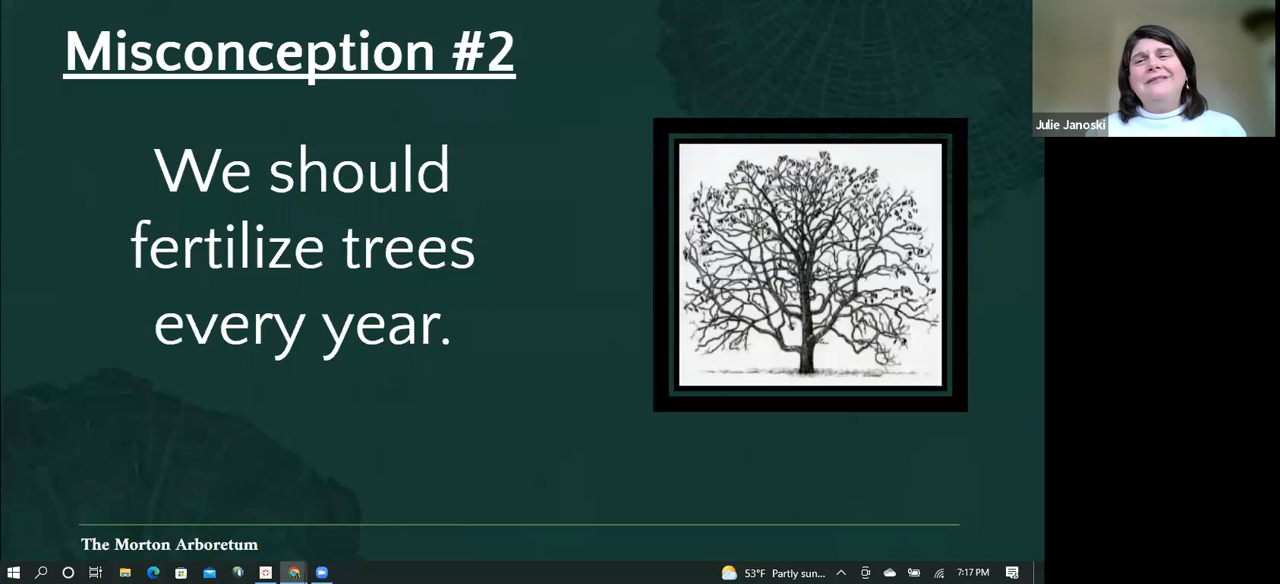 Misconception #2
We should
fertilize trees
every year.
Julie Janoski
The Morton Arboretum
53°F Partly sun...
7:17 PM